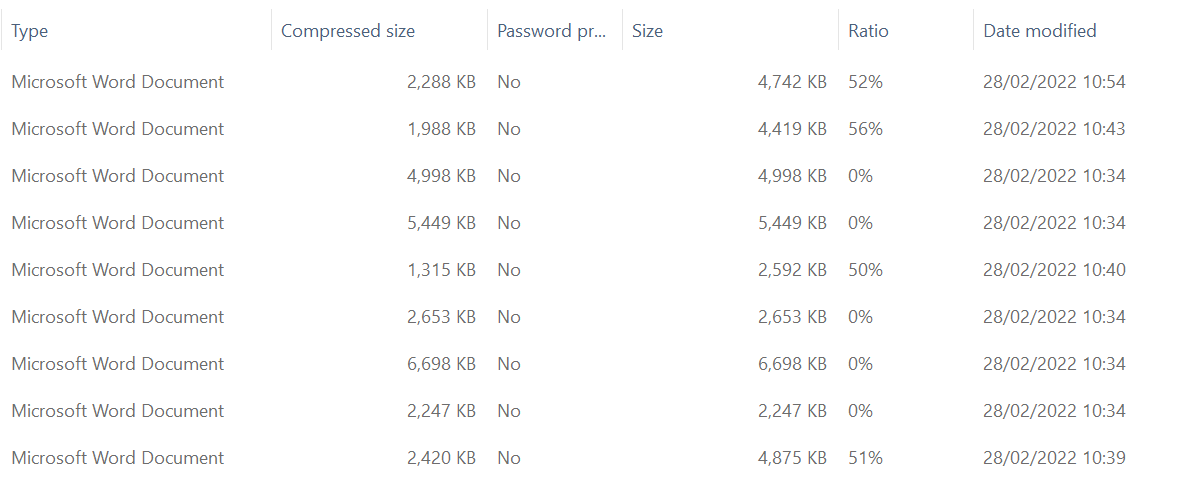 Type Compressed size Password pr... Size Ratio Date modified
Microsoft Word Document 2,288 KB No 4,742 KB 52% 28/02/2022 10:54
Microsoft Word Document 1,988 KB No 4,419 KB 56% 28/02/2022 10:43
Microsoft Word Document 4,998 KB No 4,998 KB 0% 28/02/2022 10:34
Microsoft Word Document 5,449 KB No 5,449 KB 0% 28/02/2022 10:34
Microsoft Word Document 1,315 KB No 2,592 KB 50% 28/02/2022 10:40
Microsoft Word Document 2,653 KB No 2,653 KB 0% 28/02/2022 10:34
Microsoft Word Document 6,698 KB No 6,698 KB 0% 28/02/2022 10:34
Microsoft Word Document 2,247 KB No 2,247 KB 0% 28/02/2022 10:34
Microsoft Word Document 2,420 KB No 4,875 KB 51% 28/02/2022 10:39